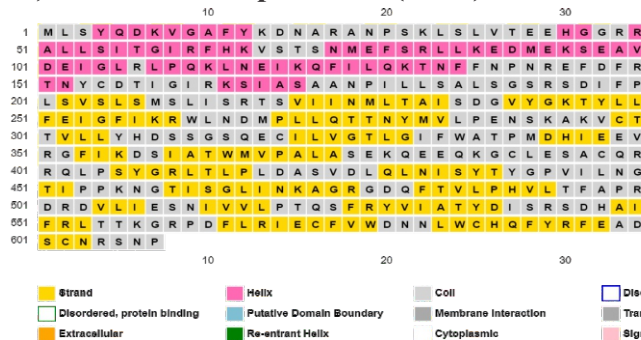 10 20 30
1 M L S Y Q D K V G A F Y K D N A R A N P S K L S L V T E E H G G R R
51 A L L S I T G I R F H K V S T S N M E F S R L L K E D M E K S E A V
101 D E I G L R L P Q K L N E I K Q F I L Q K T N F F N P N R E F D F R
151 T N Y C D T I G I R K S I A S A A N P I L L S A L S G S R S D I F P
201 L S V S L S M S L I S R T S V I I N M L T A I S D G V Y G K T Y L L
251 F E I G F I K R W L N D M P L L Q T T N Y M V L P E N S K A K V C T
301 T V L L Y H D S S G S Q E C I L V G T L G I F W A T P M D H I E E V
351 R G F I K D S I A T W M V P A L A S E K Q E E Q K G C L E S A C Q R
401 R Q L P S Y G R L T L P L D A S V D L Q L N I S Y T Y G P V I L N G
451 T I P P K N G T I S G L I N K A G R G D Q F T V L P H V L T F A P R
501 D R D V L I E S N I V V L P T Q S F R Y V I A T Y D I S R S D H A I
551 F R L T T K G R P D F L R I E C F V W D N N L W C H Q F Y R F E A D
601 S C N R S N P
10 20 30
Strand Helix Coil
Disordered, protein binding Putative Domain Boundary Membrane Interaction
Extracellular Re-entrant Helix Cytoplasmic